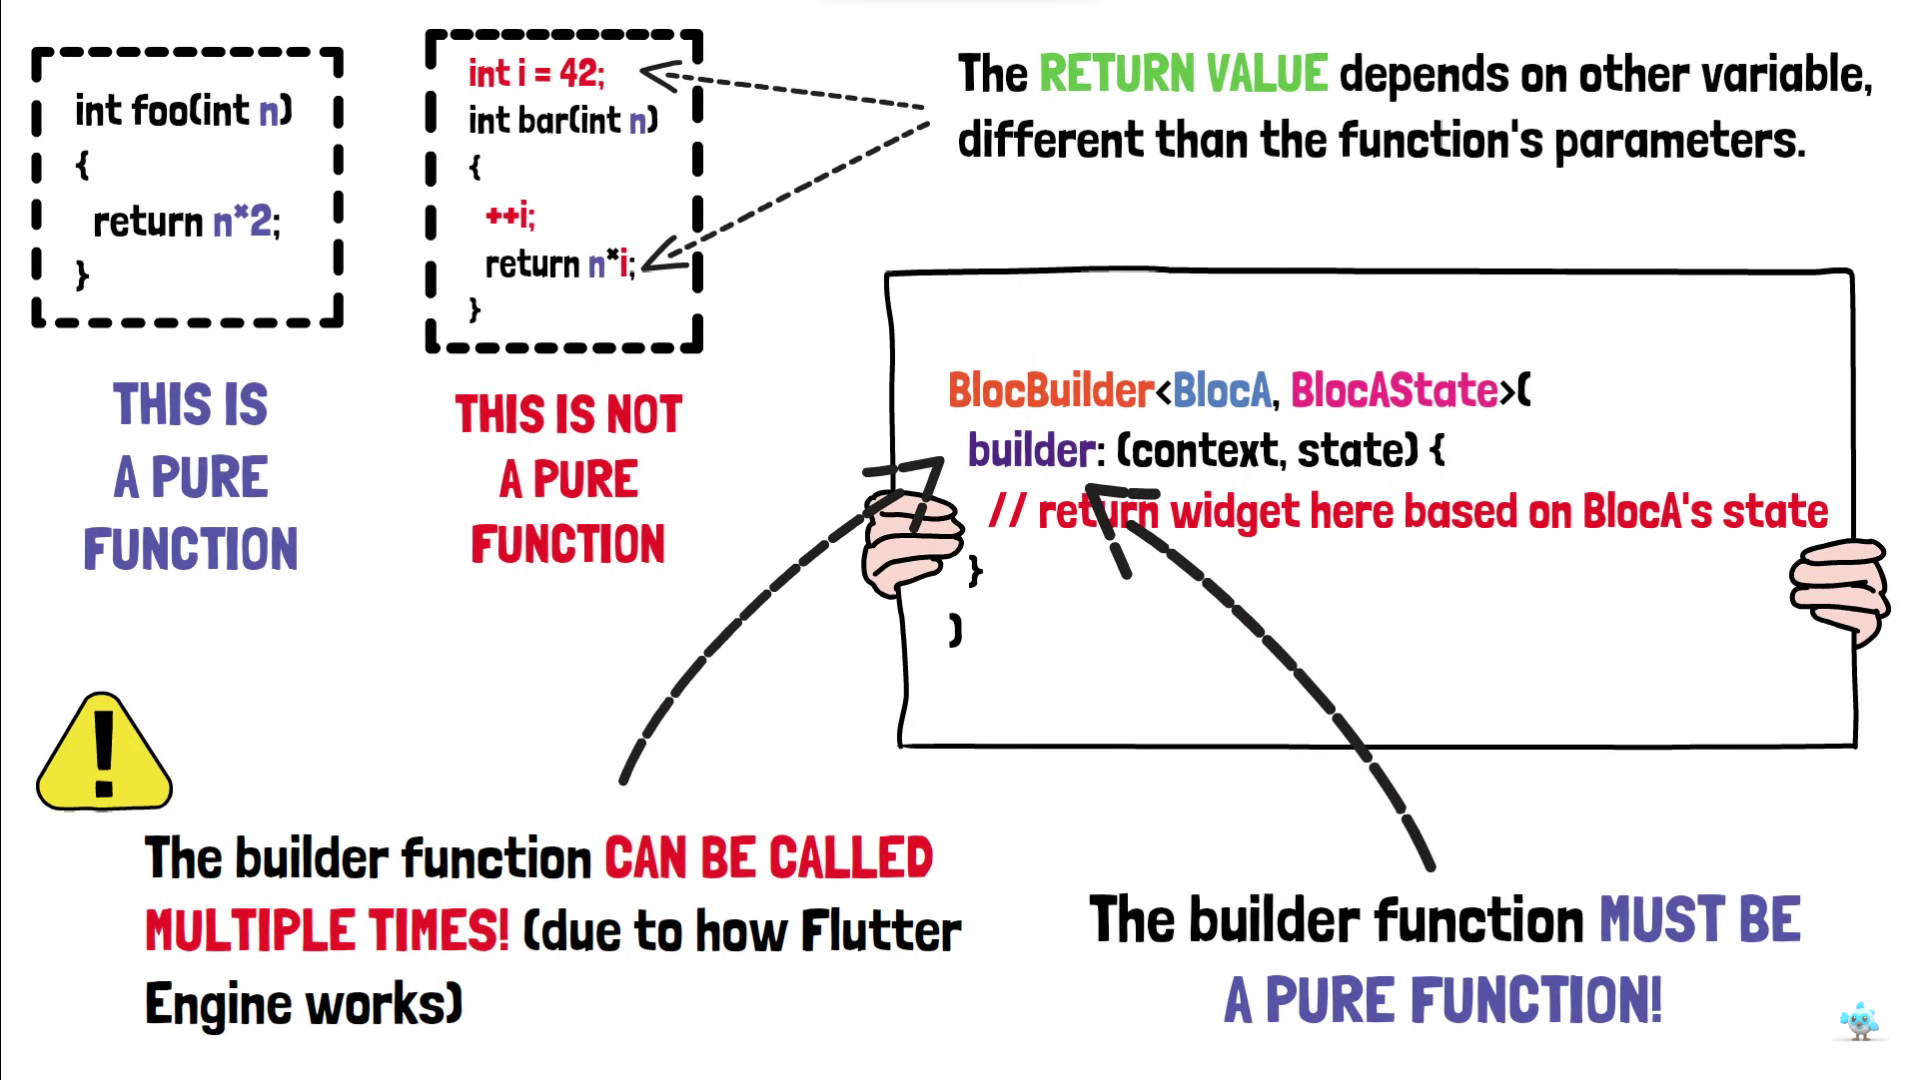 int foo(int n)
{
return n*2;
}
THIS IS
A PURE
FUNCTION
int i = 42;
int bar(int n)
{
++i;
return n*i;
}
THIS IS NOT
A PURE
FUNCTION
The RETURN VALUE depends on other variable,
different than the function's parameters.
BlocBuilder<BlocA, BlocAState>(
builder: (context, state) {
// return widget here based on BlocA's state
}
)
!
The builder function CAN BE CALLED
MULTIPLE TIMES! (due to how Flutter
Engine works)
The builder function MUST BE
A PURE FUNCTION!